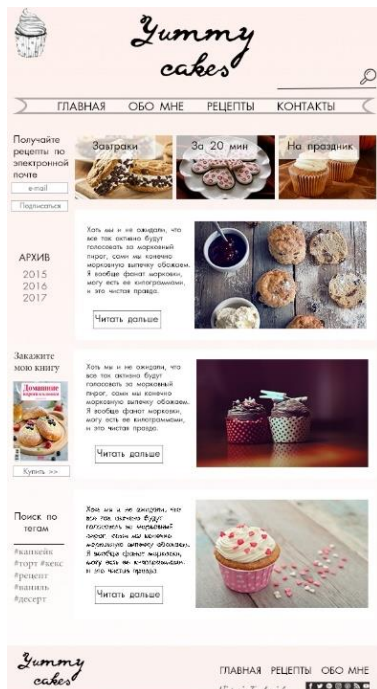 Yummy
cakes
ГЛАВНАЯ ОБО МНЕ РЕЦЕПТЫ КОНТАКТЫ
Получайте
рецепты по
электронной
почте
e-mail
Подписаться
Завтраки
За 20 мин
На праздник
АРХИВ
2015
2016
2017
Хоть мы и не ожидали, что
все так активно будут
голосовать за морковный
пирог, сами мы конечно
морковную выпечку обожаем.
Я вообще фанат моркови,
могу есть ее килограммами,
и это чистая правда.
Читать дальше
Закажите
мою книгу
Домашние
Купить >>
Хоть мы и не ожидали, что
все так активно будут
голосовать за морковный
пирог, сами мы конечно
морковную выпечку обожаем.
Я вообще фанат моркови,
могу есть ее килограммами,
и это чистая правда.
Читать дальше
Поиск по
тегам
#капкейк
#торт #кекс
#рецепт
#ваниль
#десерт
Хоть мы и не ожидали, что
все так активно будут
голосовать за морковный
пирог, сами мы конечно
морковную выпечку обожаем.
Я вообще фанат моркови,
могу есть ее килограммами,
и это чистая правда.
Читать дальше
Yummy
cakes
ГЛАВНАЯ РЕЦЕПТЫ ОБО МНЕ